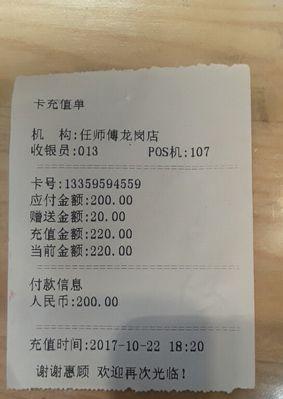 卡充值单
机 构:任师傅龙岗店
收银员:013 POS机:107
卡号:13359594559
应付金额:200.00
赠送金额:20.00
充值金额:220.00
当前金额:220.00
付款信息
人民币:200.00
充值时间:2017-10-22 18:20
谢谢惠顾 欢迎再次光临!